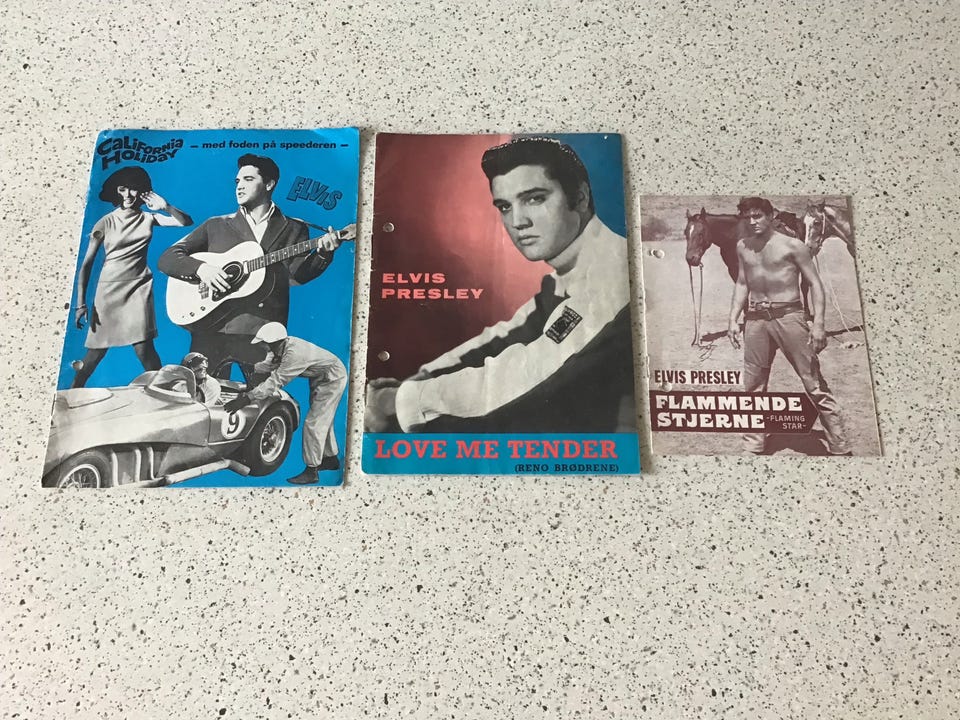 CALIFORNIA
HOLIDAY
- med foden på speederen -
ELVIS
9
ELVIS
PRESLEY
LOVE ME TENDER
(RENO BRØDRENE)
ELVIS PRESLEY
FLAMMENDE
STJERNE
-FLAMING
STAR-